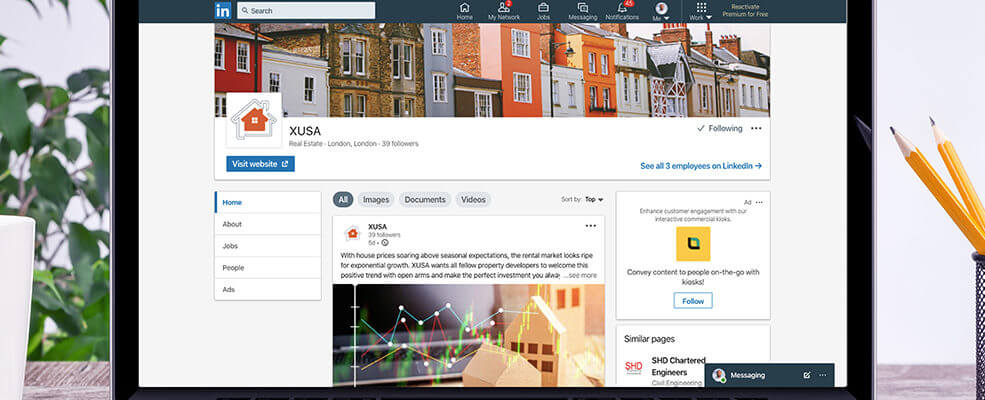 in
Search
Home
My Network
2
Jobs
Messaging
Notifications
45
Me
Work
Reactivate
Premium for Free
XUSA
Real Estate · London, London · 39 followers
Following
Visit website
See all 3 employees on LinkedIn
Home
About
Jobs
People
Ads
All
Images
Documents
Videos
Sort by: Top
XUSA
39 followers
5d •
With house prices soaring above seasonal expectations, the rental market looks ripe
for exponential growth. XUSA wants all fellow property developers to welcome this
positive trend with open arms and make the perfect investment you alway ...see more
Ad
Enhance customer engagement with our
interactive commercial kiosks.
Convey content to people on-the-go with
kiosks!
Follow
Similar pages
SHD
SHD Chartered
Engineers
Civil Engineering
Messaging